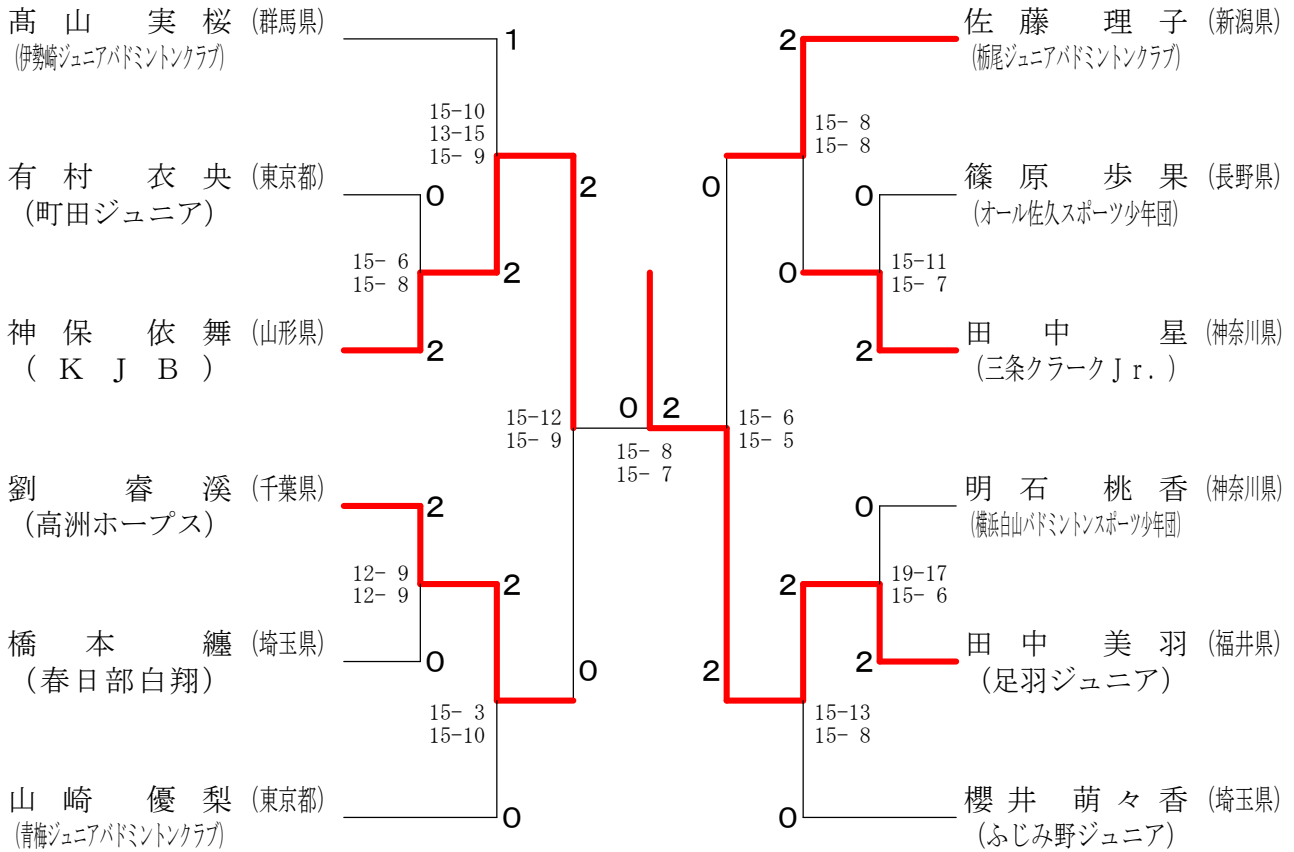 髙山 実桜 (群馬県)
(伊勢崎ジュニアバドミントンクラブ)
1
15-10
13-15
15- 9
有村 衣央 (東京都)
(町田ジュニア)
0
2
15- 6
15- 8
2
神保 依舞 (山形県)
(KJB)
2
15-12
15- 9
0 2
15- 8
15- 7
劉 睿溪 (千葉県)
(高洲ホープス)
2
12- 9
12- 9
2
橋本 纏 (埼玉県)
(春日部白翔)
0
0
15- 3
15-10
山崎 優梨 (東京都)
(青梅ジュニアバドミントンクラブ)
0
佐藤 理子 (新潟県)
(栃尾ジュニアバドミントンクラブ)
2
15- 8
15- 8
篠原 歩果 (長野県)
(オール佐久スポーツ少年団)
0
0
15-11
15- 7
0
田中 星 (神奈川県)
(三条クラークJr.)
2
15- 6
15- 5
明石 桃香 (神奈川県)
(横浜白山バドミントンスポーツ少年団)
0
19-17
15- 6
2
田中 美羽 (福井県)
(足羽ジュニア)
2
2
15-13
15- 8
櫻井 萌々香 (埼玉県)
(ふじみ野ジュニア)
0